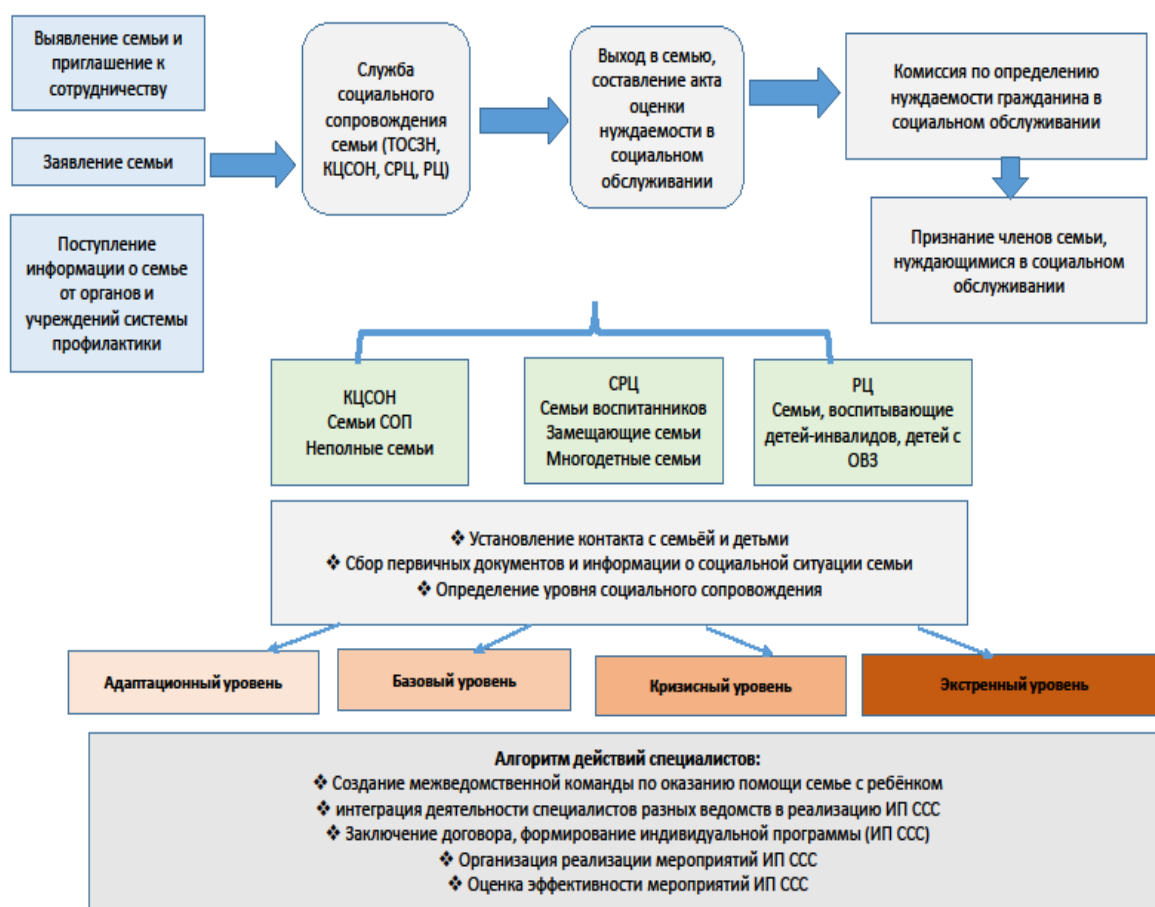 Выявление семьи и
приглашение к
сотрудничеству
Заявление семьи
Поступление
информации о семье
от органов и
учреждений системы
профилактики
Служба
социального
сопровождения
семьи (ТОСЗН,
КЦСОН, СРЦ, РЦ)
Выход в семью,
составление акта
оценки
нуждаемости в
социальном
обслуживании
Комиссия по определению
нуждаемости гражданина в
социальном обслуживании
Признание членов семьи,
нуждающимися в социальном
обслуживании
КЦСОН
Семьи СОП
Неполные семьи
СРЦ
Семьи воспитанников
Замещающие семьи
Многодетные семьи
РЦ
Семьи, воспитывающие
детей-инвалидов, детей с
ОВЗ
❖ Установление контакта с семьёй и детьми
❖ Сбор первичных документов и информации о социальной ситуации семьи
❖ Определение уровня социального сопровождения
Адаптационный уровень
Базовый уровень
Кризисный уровень
Экстренный уровень
Алгоритм действий специалистов:
❖ Создание межведомственной команды по оказанию помощи семье с ребёнком
❖ интеграция деятельности специалистов разных ведомств в реализацию ИП ССС
❖ Заключение договора, формирование индивидуальной программы (ИП ССС)
❖ Организация реализации мероприятий ИП ССС
❖ Оценка эффективности мероприятий ИП ССС